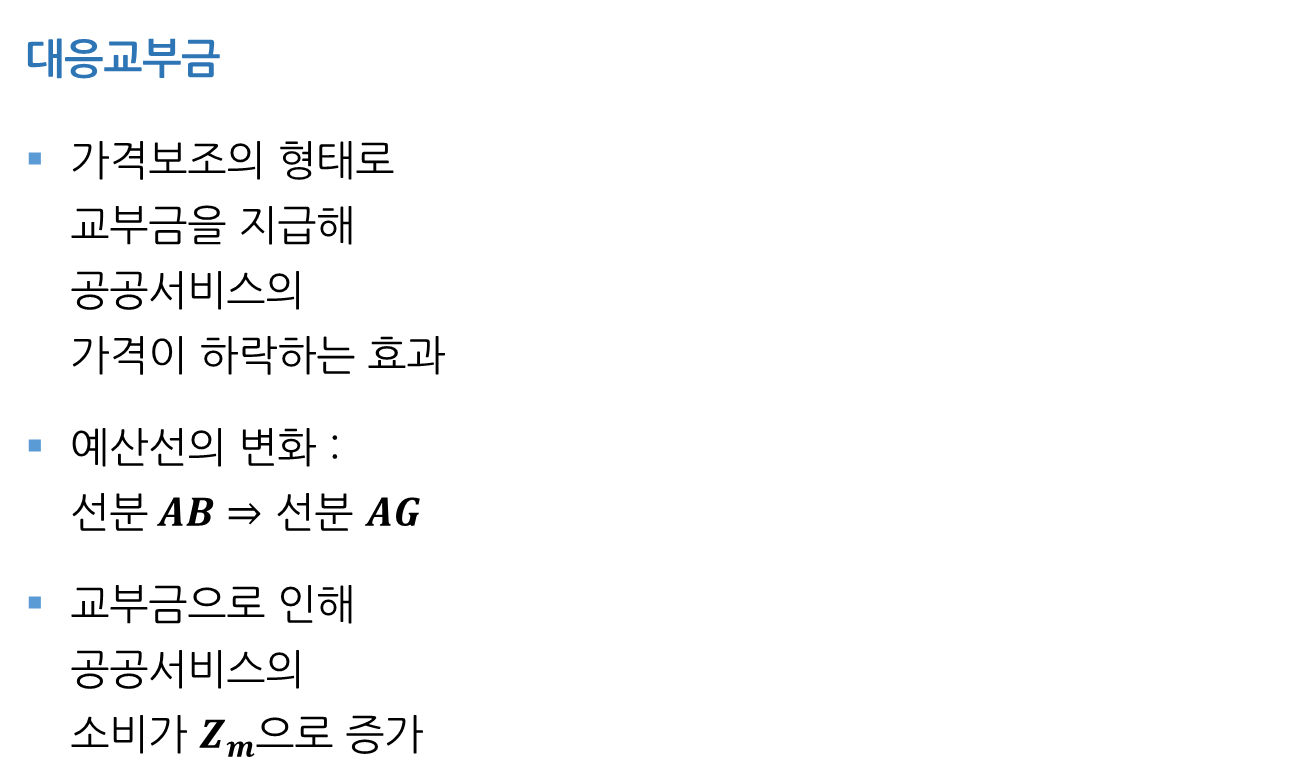 대응교부금
▪ 가격보조의 형태로
교부금을 지급해
공공서비스의
가격이 하락하는 효과
▪ 예산선의 변화 :
선분 AB ⇒ 선분 AG
▪ 교부금으로 인해
공공서비스의
소비가 Zₘ으로 증가